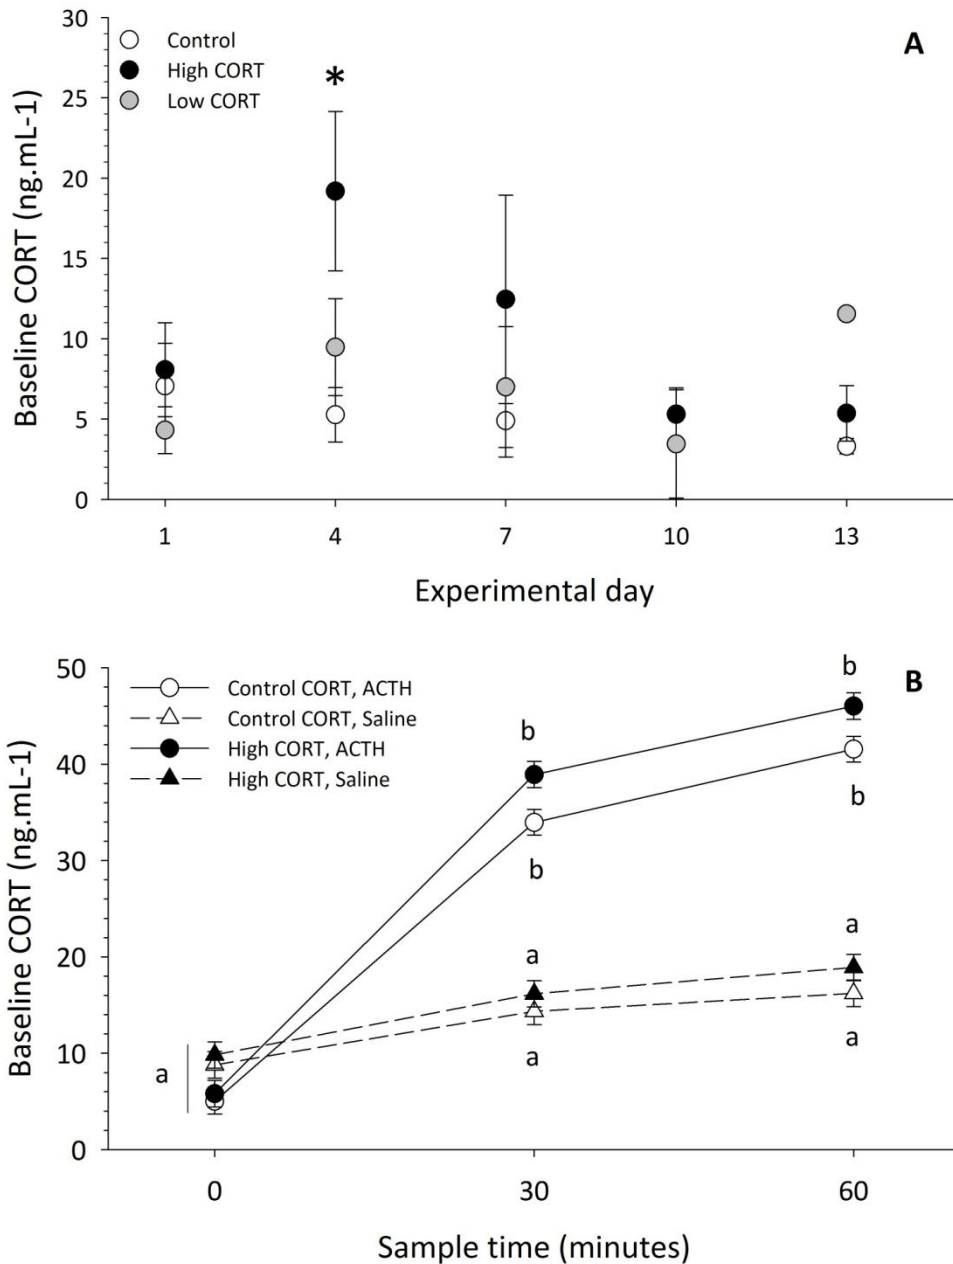 A
Control
High CORT
Low CORT
*
Baseline CORT (ng.mL-1)
30
25
20
15
10
5
0
1 4 7 10 13
Experimental day
B
Control CORT, ACTH
Control CORT, Saline
High CORT, ACTH
High CORT, Saline
Baseline CORT (ng.mL-1)
50
40
30
20
10
0
b
b
b
b
a
a
a
a
a
0 30 60
Sample time (minutes)